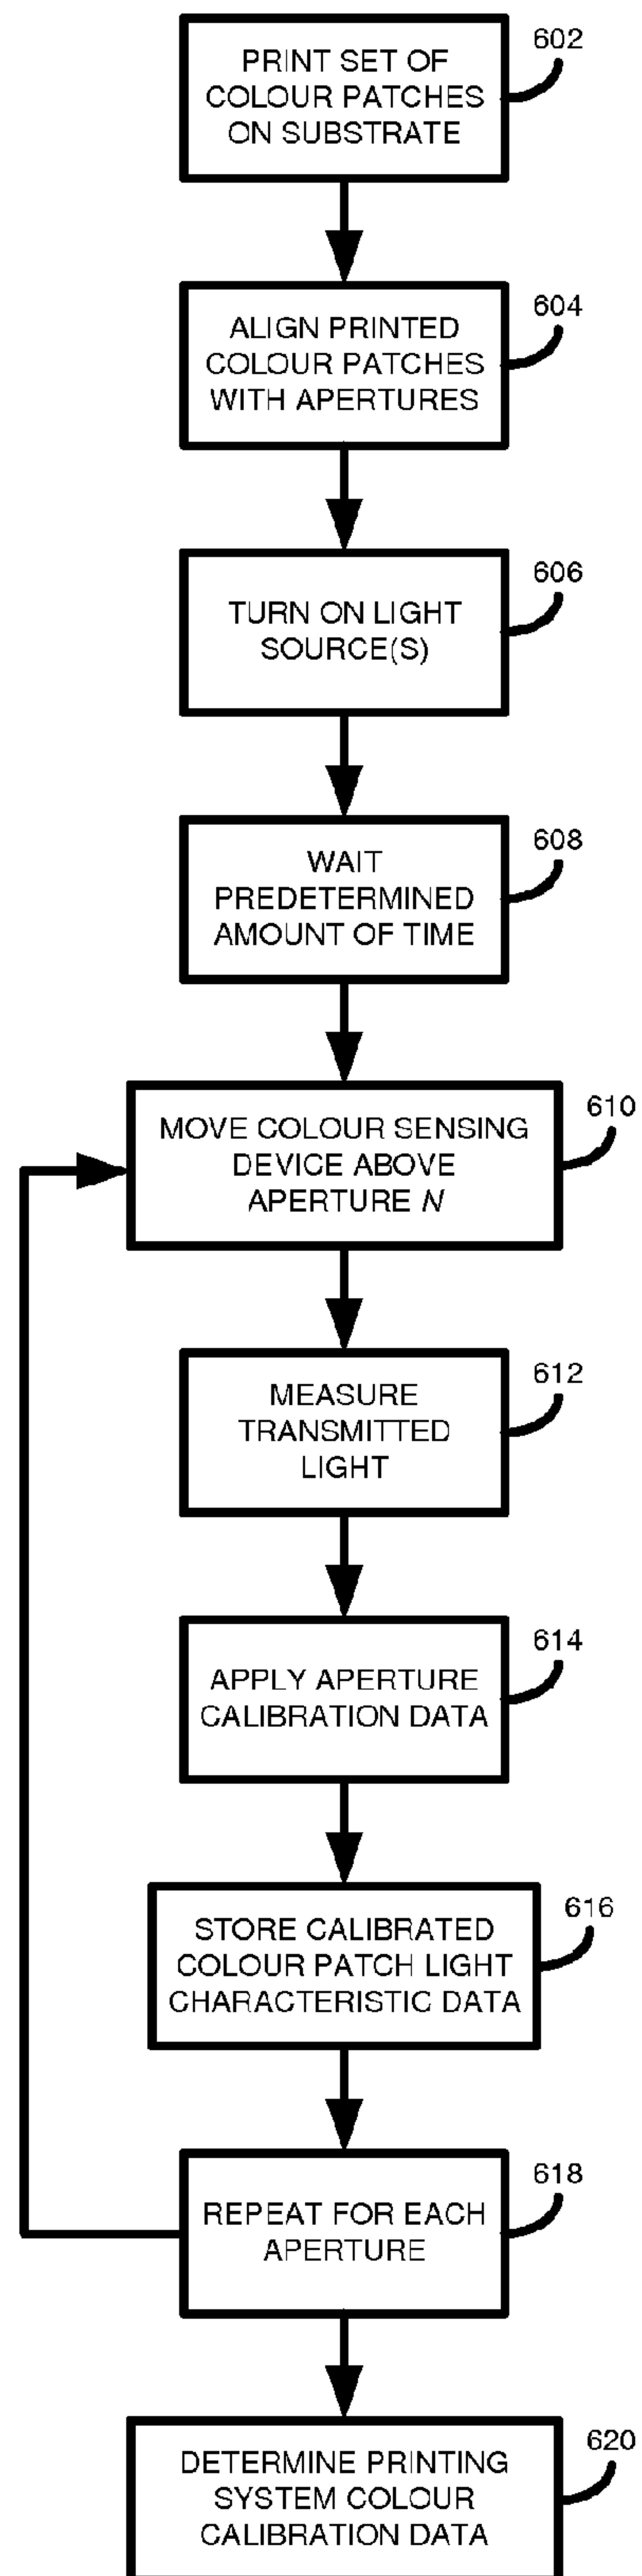 602
PRINT SET OF
COLOUR PATCHES
ON SUBSTRATE
604
ALIGN PRINTED
COLOUR PATCHES
WITH APERTURES
606
TURN ON LIGHT
SOURCE(S)
608
WAIT
PREDETERMINED
AMOUNT OF TIME
610
MOVE COLOUR SENSING
DEVICE ABOVE
APERTURE N
612
MEASURE
TRANSMITTED
LIGHT
614
APPLY APERTURE
CALIBRATION DATA
616
STORE CALIBRATED
COLOUR PATCH LIGHT
CHARACTERISTIC DATA
618
REPEAT FOR EACH
APERTURE
620
DETERMINE PRINTING
SYSTEM COLOUR
CALIBRATION DATA